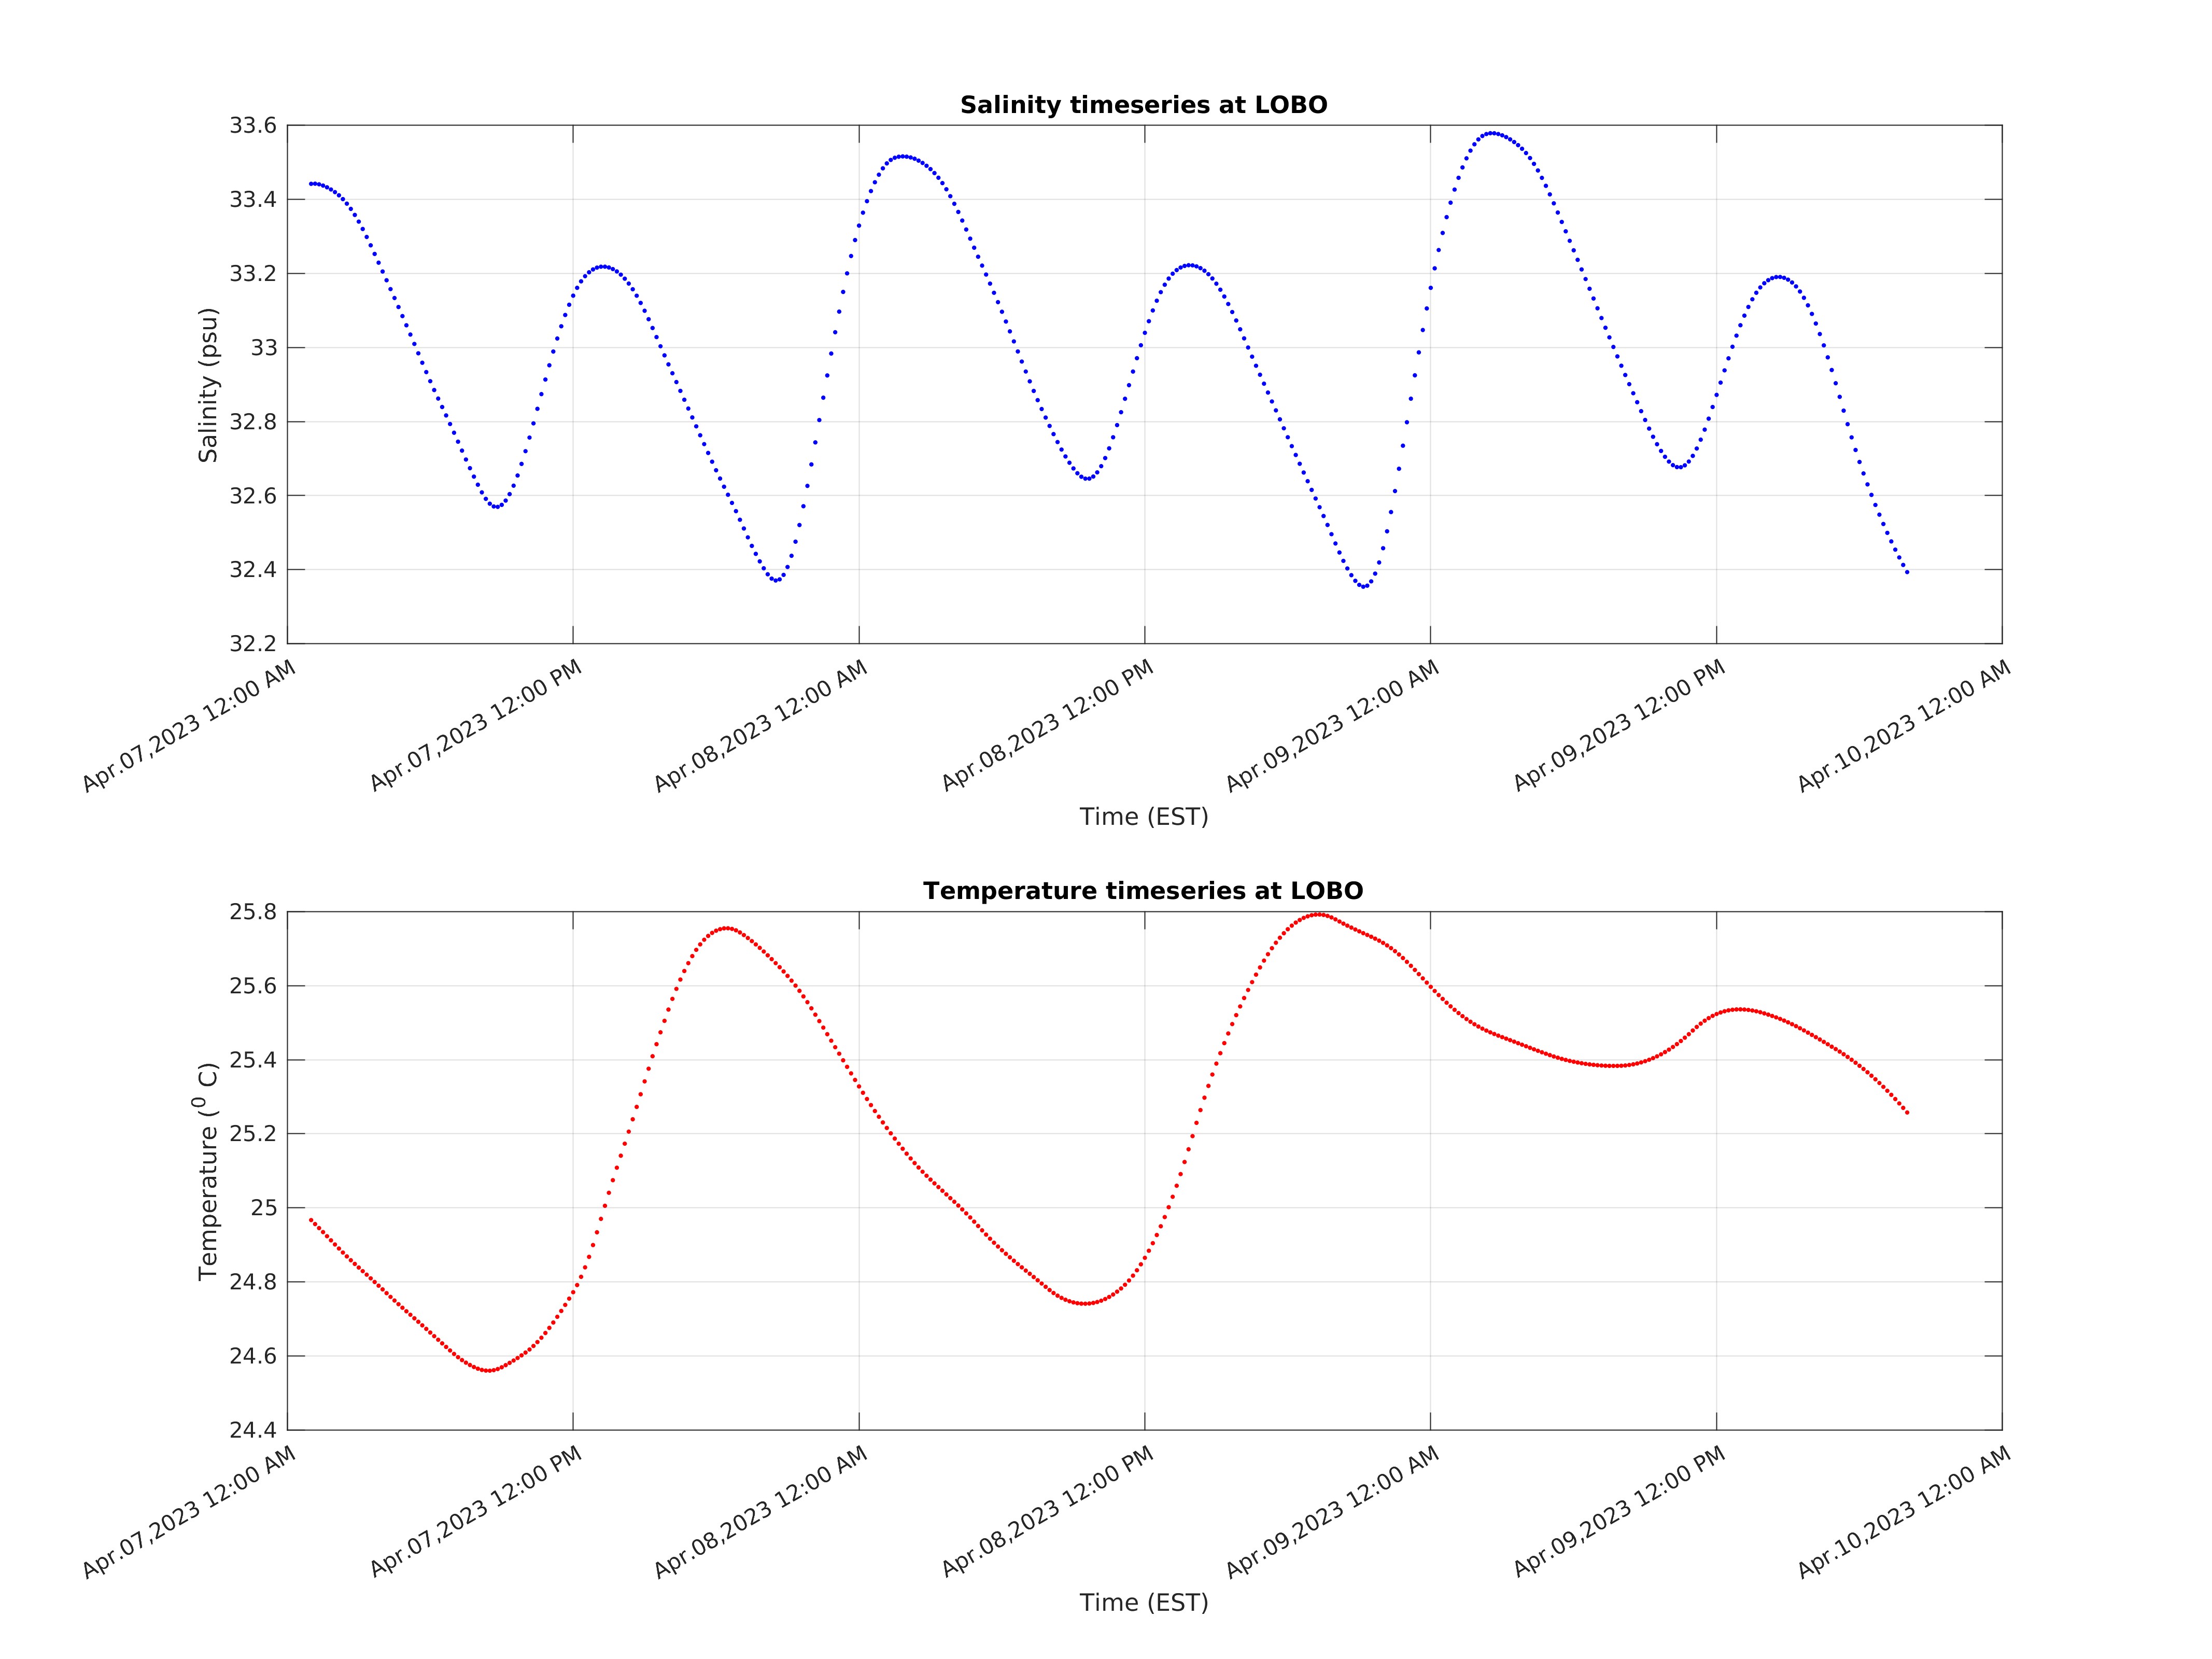 Salinity timeseries at LOBO
33.6
33.4
33.2
33
32.8
32.6
32.4
32.2
Salinity (psu)
Apr.07,2023 12:00 AM
Apr.07,2023 12:00 PM
Apr.08,2023 12:00 AM
Apr.08,2023 12:00 PM
Apr.09,2023 12:00 AM
Apr.09,2023 12:00 PM
Apr.10,2023 12:00 AM
Time (EST)
Temperature timeseries at LOBO
25.8
25.6
25.4
25.2
25
24.8
24.6
24.4
Temperature (⁰ C)
Apr.07,2023 12:00 AM
Apr.07,2023 12:00 PM
Apr.08,2023 12:00 AM
Apr.08,2023 12:00 PM
Apr.09,2023 12:00 AM
Apr.09,2023 12:00 PM
Apr.10,2023 12:00 AM
Time (EST)